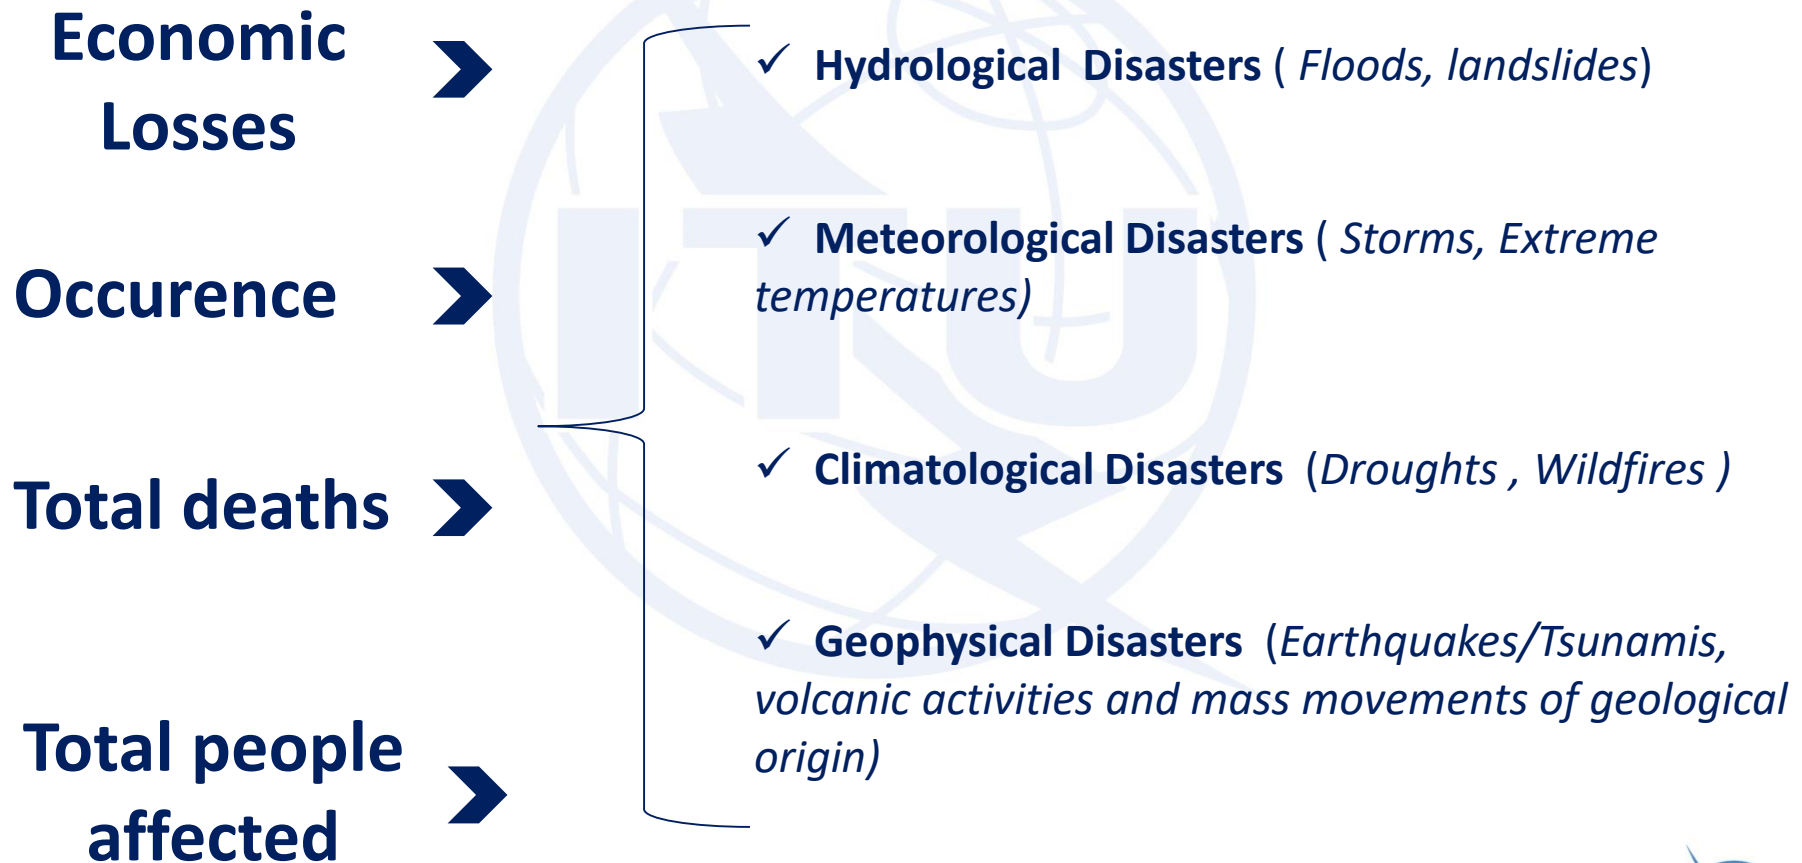 Economic
Losses
Occurence
Total deaths
Total people
affected
✓ Hydrological Disasters ( Floods, landslides)
✓ Meteorological Disasters ( Storms, Extreme
temperatures)
✓ Climatological Disasters (Droughts , Wildfires )
✓ Geophysical Disasters (Earthquakes/Tsunamis,
volcanic activities and mass movements of geological
origin)
ITU